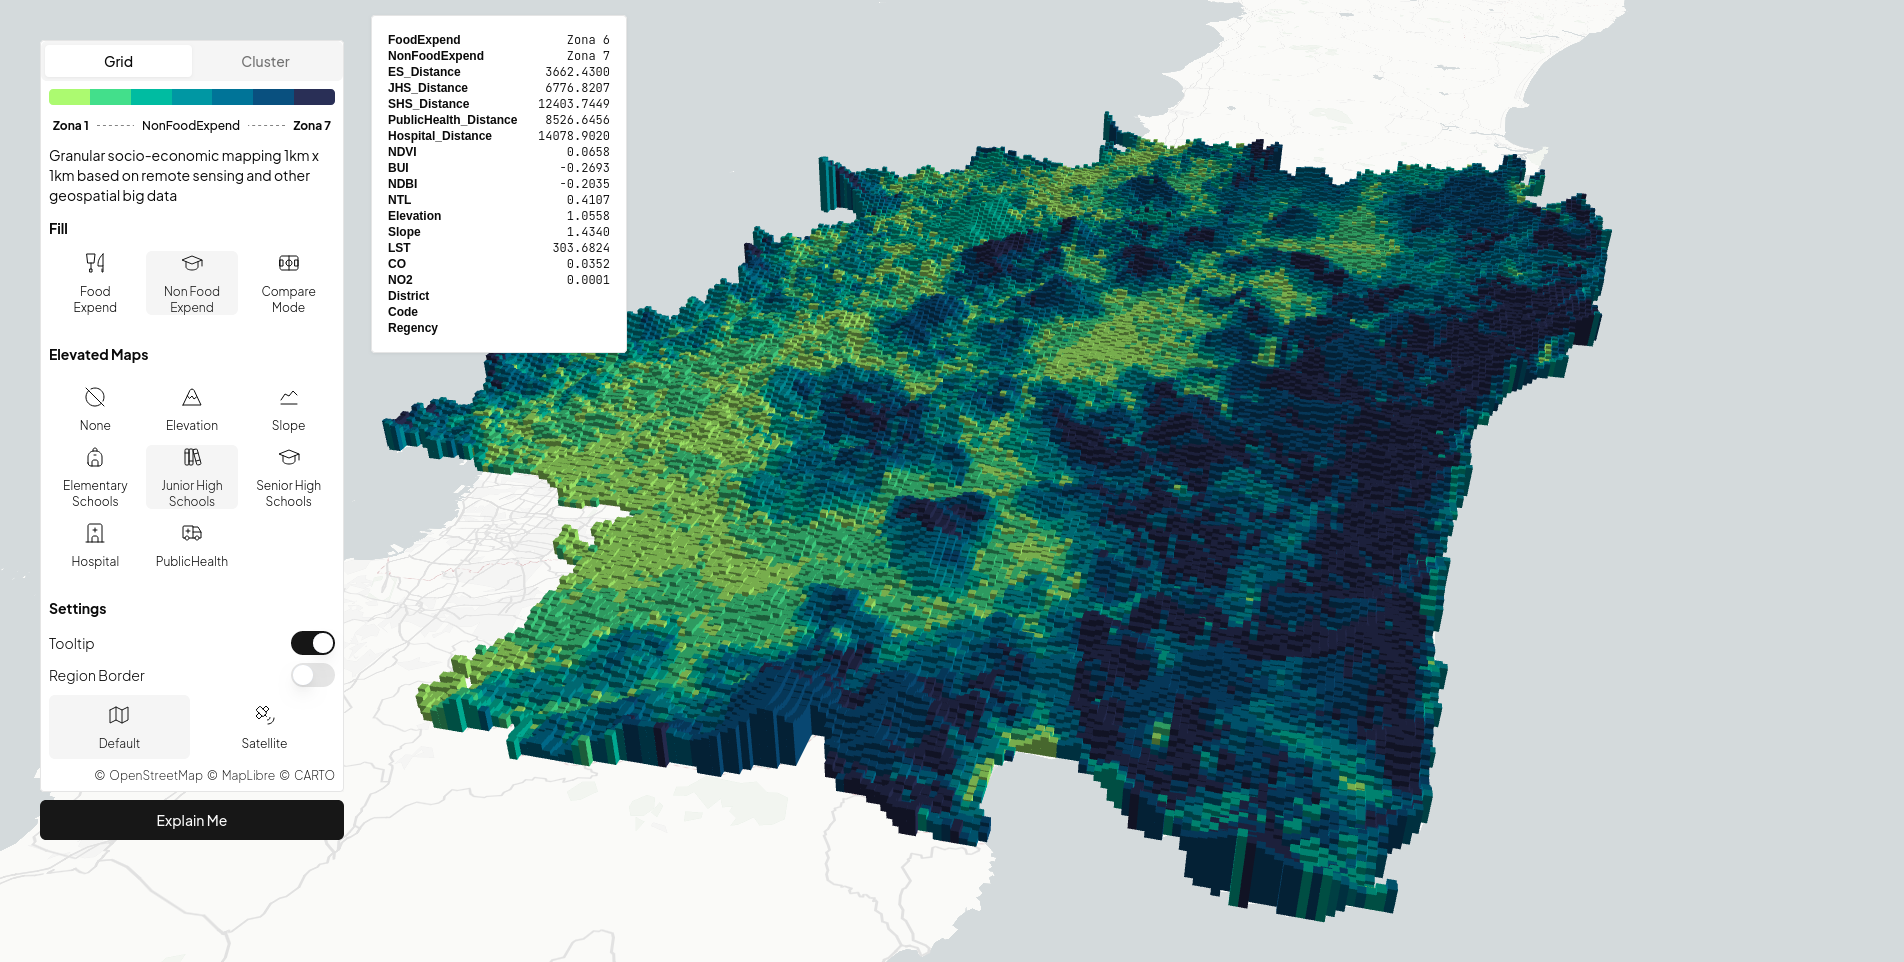 Grid
Cluster
Zona 1
NonFoodExpend
Zona 7
Granular socio-economic mapping 1km x
1km based on remote sensing and other
geospatial big data
Fill
Food
Expend
Non Food
Expend
Compare
Mode
Elevated Maps
None
Elevation
Slope
Elementary
Schools
Junior High
Schools
Senior High
Schools
Hospital
PublicHealth
Settings
Tooltip
Region Border
Default
Satellite
© OpenStreetMap © MapLibre © CARTO
Explain Me
FoodExpend Zona 6
NonFoodExpend Zona 7
ES_Distance 3662.4300
JHS_Distance 6776.8207
SHS_Distance 12403.7449
PublicHealth_Distance 8526.6456
Hospital_Distance 14078.9020
NDVI 0.0658
BUI -0.2693
NDBI -0.2035
NTL 0.4107
Elevation 1.0558
Slope 1.4340
LST 303.6824
CO 0.0352
NO2 0.0001
District
Code
Regency